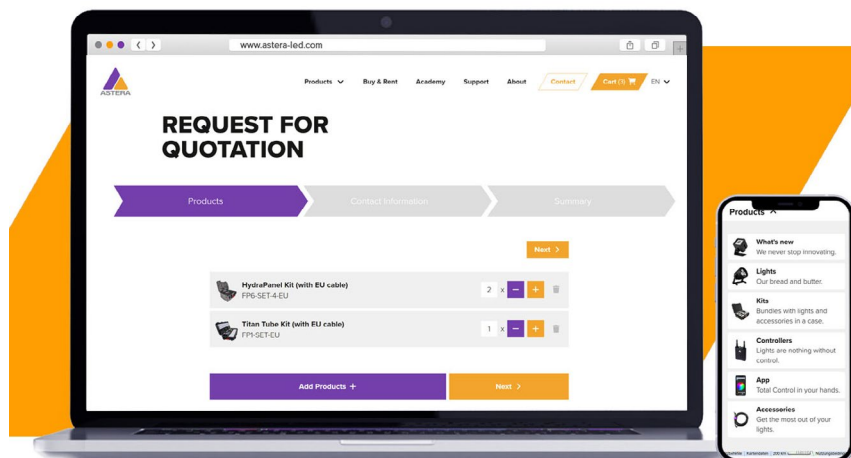 www.astera-led.com
ASTERA
Products
Buy & Rent
Academy
Support
About
Contact
Cart (3)
EN
REQUEST FOR
QUOTATION
Products
Contact Information
Summary
Next >
HydraPanel Kit (with EU cable)
FP6-SET-4-EU
2 x − +
Titan Tube Kit (with EU cable)
FP1-SET-EU
1 x − +
Add Products +
Next >
Products
What's new
We never stop innovating.
Lights
Our bread and butter.
Kits
Bundles with lights and
accessories in a case.
Controllers
Lights are nothing without
control.
App
Total Control in your hands.
Accessories
Get the most out of your
lights.